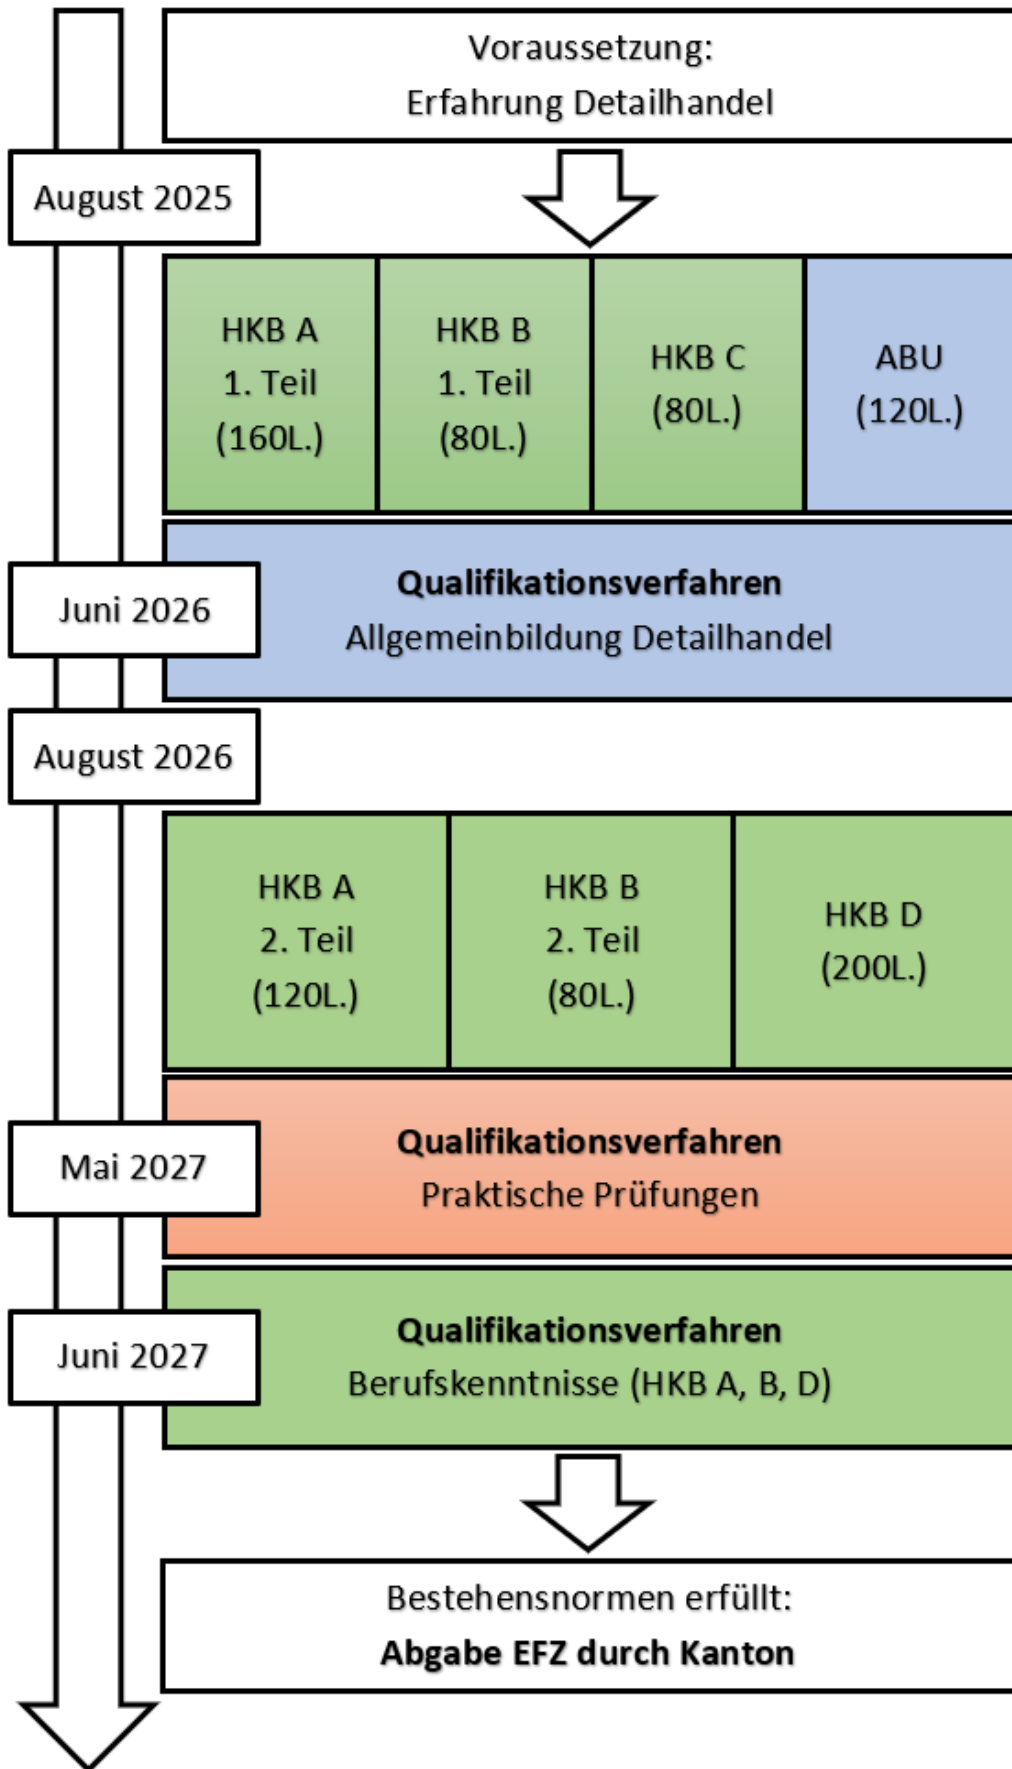 Voraussetzung:
Erfahrung Detailhandel
August 2025
HKB A
1. Teil
(160L.)
HKB B
1. Teil
(80L.)
HKB C
(80L.)
ABU
(120L.)
Juni 2026
Qualifikationsverfahren
Allgemeinbildung Detailhandel
August 2026
HKB A
2. Teil
(120L.)
HKB B
2. Teil
(80L.)
HKB D
(200L.)
Mai 2027
Qualifikationsverfahren
Praktische Prüfungen
Juni 2027
Qualifikationsverfahren
Berufskenntnisse (HKB A, B, D)
Bestehensnormen erfüllt:
Abgabe EFZ durch Kanton